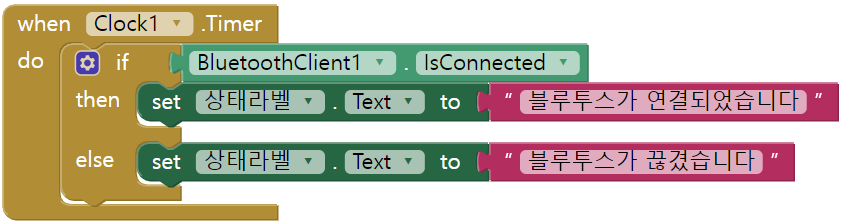 when Clock1 .Timer
do if BluetoothClient1 . IsConnected
then set 상태라벨 . Text to “ 블루투스가 연결되었습니다 ”
else set 상태라벨 . Text to “ 블루투스가 끊겼습니다 ”